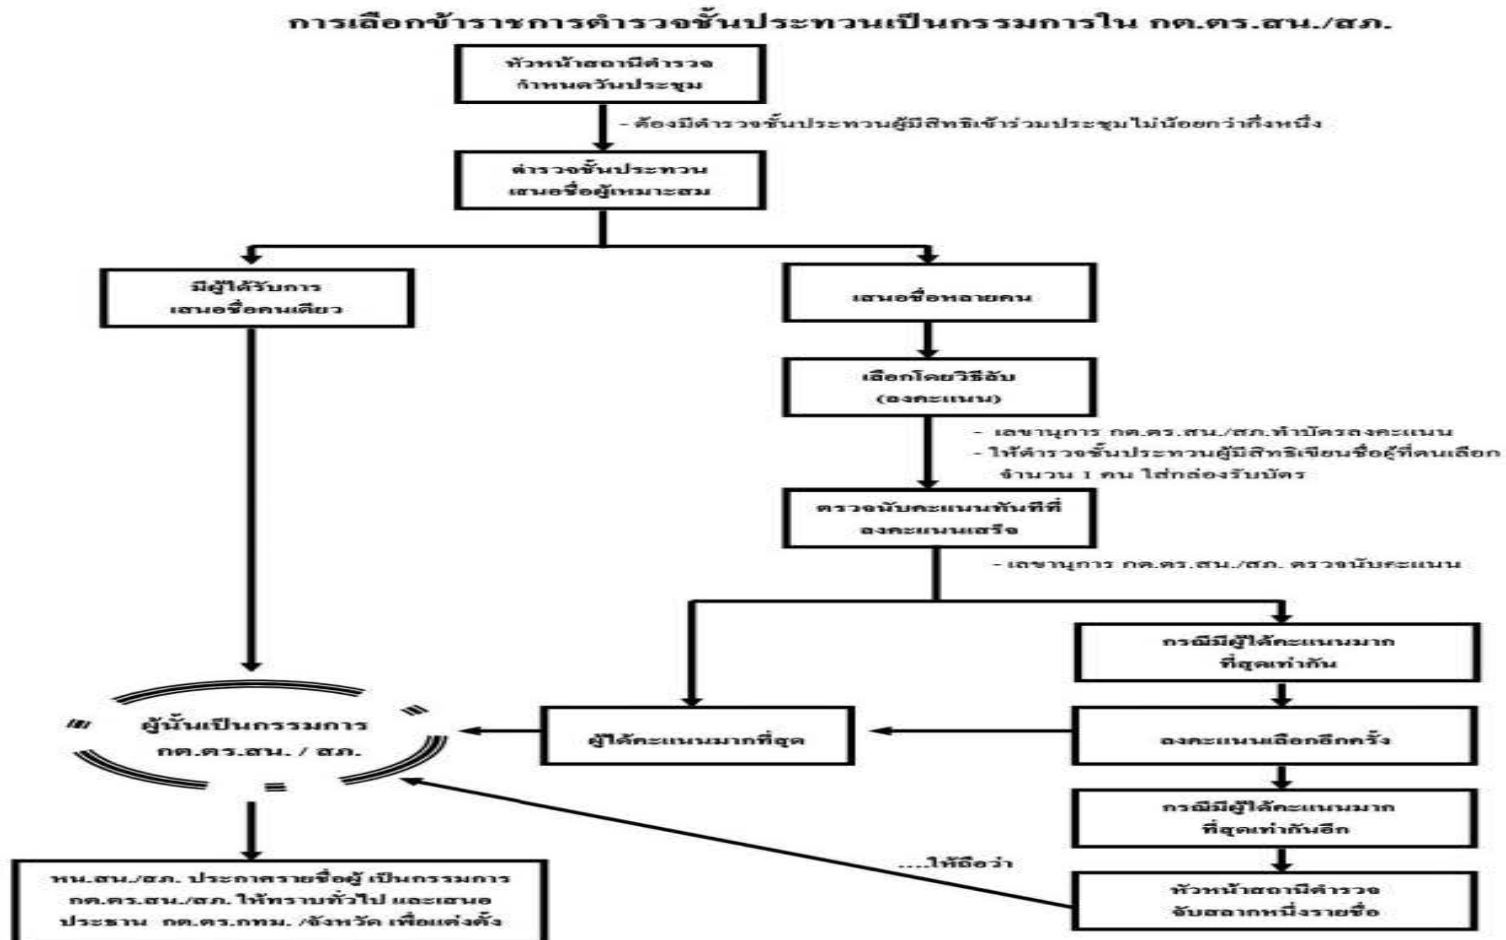 การเลือกข้าราชการตำรวจชั้นประทวนเป็นกรรมการใน กต.ตร.สน./สภ.
หัวหน้าสถานีตำรวจ
กำหนดวันประชุม
- ต้องมีตำรวจชั้นประทวนผู้มีสิทธิเข้าร่วมประชุมไม่น้อยกว่ากึ่งหนึ่ง
ตำรวจชั้นประทวน
เสนอชื่อผู้เหมาะสม
มีผู้ได้รับการ
เสนอชื่อคนเดียว
เสนอชื่อหลายคน
เลือกโดยวิธีลับ
(ลงคะแนน)
- เลขานุการ กต.ตร.สน./สภ.ทำบัตรลงคะแนน
- ให้ตำรวจชั้นประทวนผู้มีสิทธิเขียนชื่อผู้ที่ตนเลือก
จำนวน 1 คน ใส่กล่องรับบัตร
ตรวจนับคะแนนทันทีที่
ลงคะแนนเสร็จ
- เลขานุการ กต.ตร.สน./สภ. ตรวจนับคะแนน
กรณีมีผู้ได้คะแนนมาก
ที่สุดเท่ากัน
ผู้นั้นเป็นกรรมการ
กต.ตร.สน. / สภ.
ผู้ได้คะแนนมากที่สุด
ลงคะแนนเลือกอีกครั้ง
กรณีมีผู้ได้คะแนนมาก
ที่สุดเท่ากันอีก
....ให้ถือว่า
หัวหน้าสถานีตำรวจ
จับสลากหนึ่งรายชื่อ
หน.สน./สภ. ประกาศรายชื่อผู้ เป็นกรรมการ
กต.ตร.สน./สภ. ให้ทราบทั่วไป และเสนอ
ประธาน กต.ตร.กทม. /จังหวัด เพื่อแต่งตั้ง